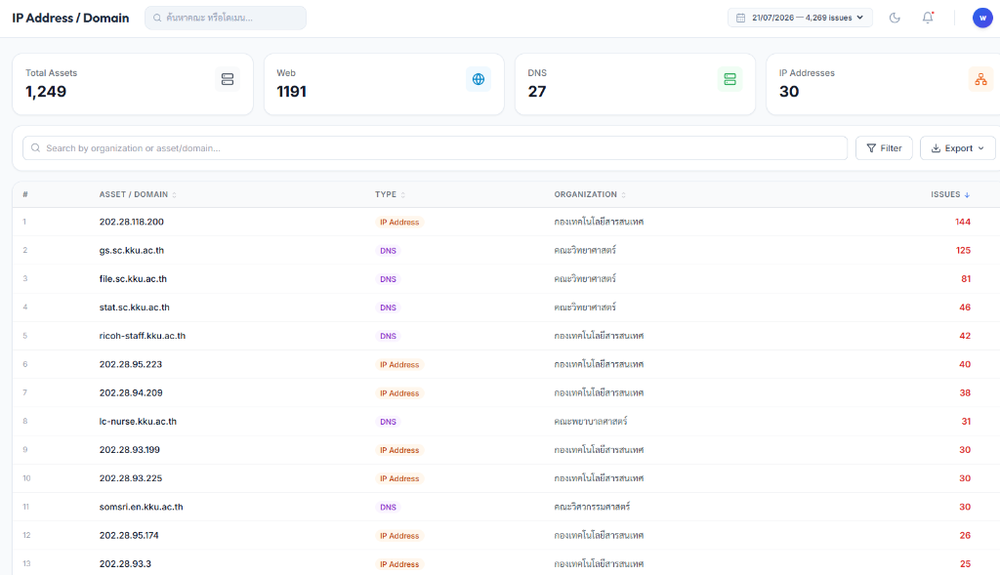 IP Address / Domain
ค้นหาคณะ หรือโดเมน...
21/07/2026 — 4,269 issues
w
Total Assets
1,249
Web
1191
DNS
27
IP Addresses
30
Search by organization or asset/domain...
Filter
Export
# ASSET / DOMAIN TYPE ORGANIZATION ISSUES
1 202.28.118.200 IP Address กองเทคโนโลยีสารสนเทศ 144
2 gs.sc.kku.ac.th DNS คณะวิทยาศาสตร์ 125
3 file.sc.kku.ac.th DNS คณะวิทยาศาสตร์ 81
4 stat.sc.kku.ac.th DNS คณะวิทยาศาสตร์ 46
5 ricoh-staff.kku.ac.th DNS กองเทคโนโลยีสารสนเทศ 42
6 202.28.95.223 IP Address กองเทคโนโลยีสารสนเทศ 40
7 202.28.94.209 IP Address กองเทคโนโลยีสารสนเทศ 38
8 lc-nurse.kku.ac.th DNS คณะพยาบาลศาสตร์ 31
9 202.28.93.199 IP Address กองเทคโนโลยีสารสนเทศ 30
10 202.28.93.225 IP Address กองเทคโนโลยีสารสนเทศ 30
11 somsri.en.kku.ac.th DNS คณะวิศวกรรมศาสตร์ 30
12 202.28.95.174 IP Address กองเทคโนโลยีสารสนเทศ 26
13 202.28.93.3 IP Address กองเทคโนโลยีสารสนเทศ 25